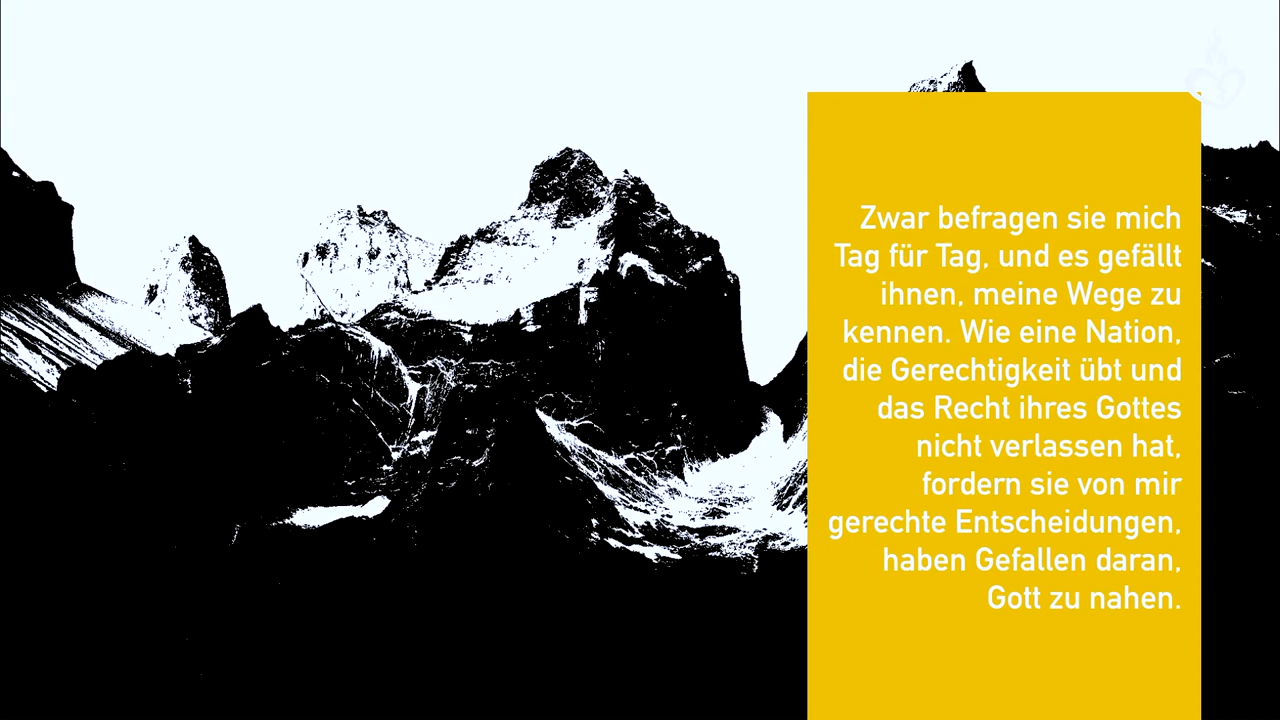 Zwar befragen sie mich
Tag für Tag, und es gefällt
ihnen, meine Wege zu
kennen. Wie eine Nation,
die Gerechtigkeit übt und
das Recht ihres Gottes
nicht verlassen hat,
fordern sie von mir
gerechte Entscheidungen,
haben Gefallen daran,
Gott zu nahen.